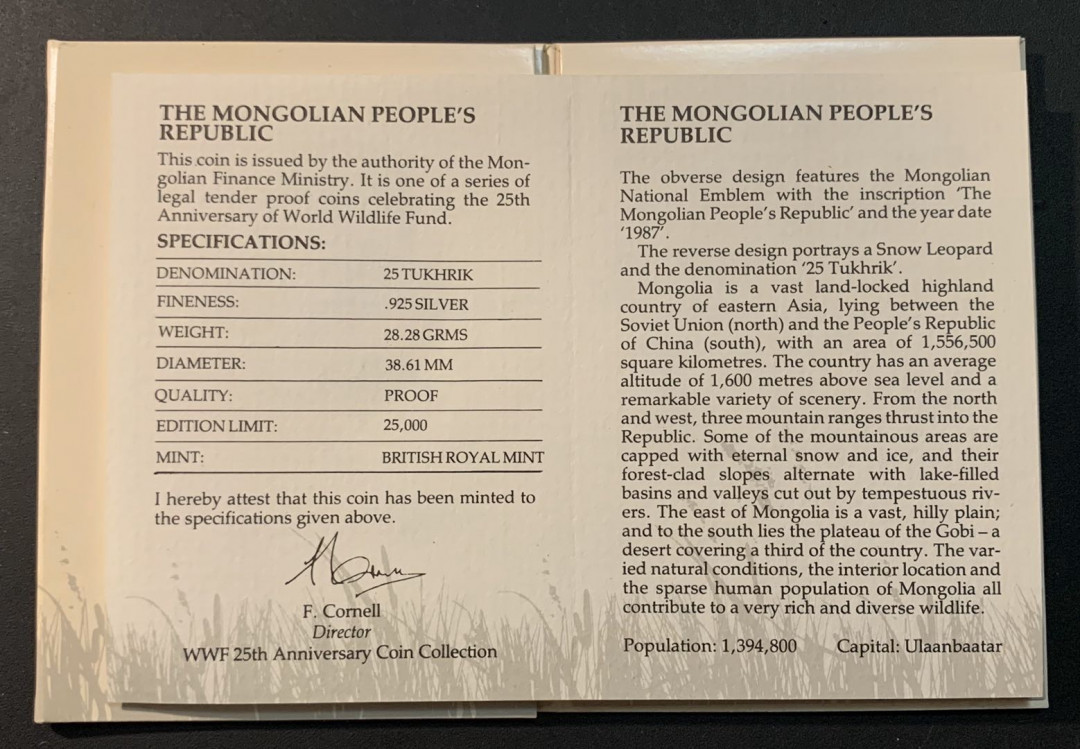 THE MONGOLIAN PEOPLE'S
REPUBLIC
This coin is issued by the authority of the Mon-
golian Finance Ministry. It is one of a series of
legal tender proof coins celebrating the 25th
Anniversary of World Wildlife Fund.
SPECIFICATIONS:
DENOMINATION: 25 TUKHRIK
FINENESS: .925 SILVER
WEIGHT: 28.28 GRMS
DIAMETER: 38.61 MM
QUALITY: PROOF
EDITION LIMIT: 25,000
MINT: BRITISH ROYAL MINT
I hereby attest that this coin has been minted to
the specifications given above.
F. Cornell
Director
WWF 25th Anniversary Coin Collection
THE MONGOLIAN PEOPLE'S
REPUBLIC
The obverse design features the Mongolian
National Emblem with the inscription 'The
Mongolian People's Republic' and the year date
'1987'.
The reverse design portrays a Snow Leopard
and the denomination '25 Tukhrik'.
Mongolia is a vast land-locked highland
country of eastern Asia, lying between the
Soviet Union (north) and the People's Republic
of China (south), with an area of 1,556,500
square kilometres. The country has an average
altitude of 1,600 metres above sea level and a
remarkable variety of scenery. From the north
and west, three mountain ranges thrust into the
Republic. Some of the mountainous areas are
capped with eternal snow and ice, and their
forest-clad slopes alternate with lake-filled
basins and valleys cut out by tempestuous riv-
ers. The east of Mongolia is a vast, hilly plain;
and to the south lies the plateau of the Gobi – a
desert covering a third of the country. The var-
ied natural conditions, the interior location and
the sparse human population of Mongolia all
contribute to a very rich and diverse wildlife.
Population: 1,394,800 Capital: Ulaanbaatar